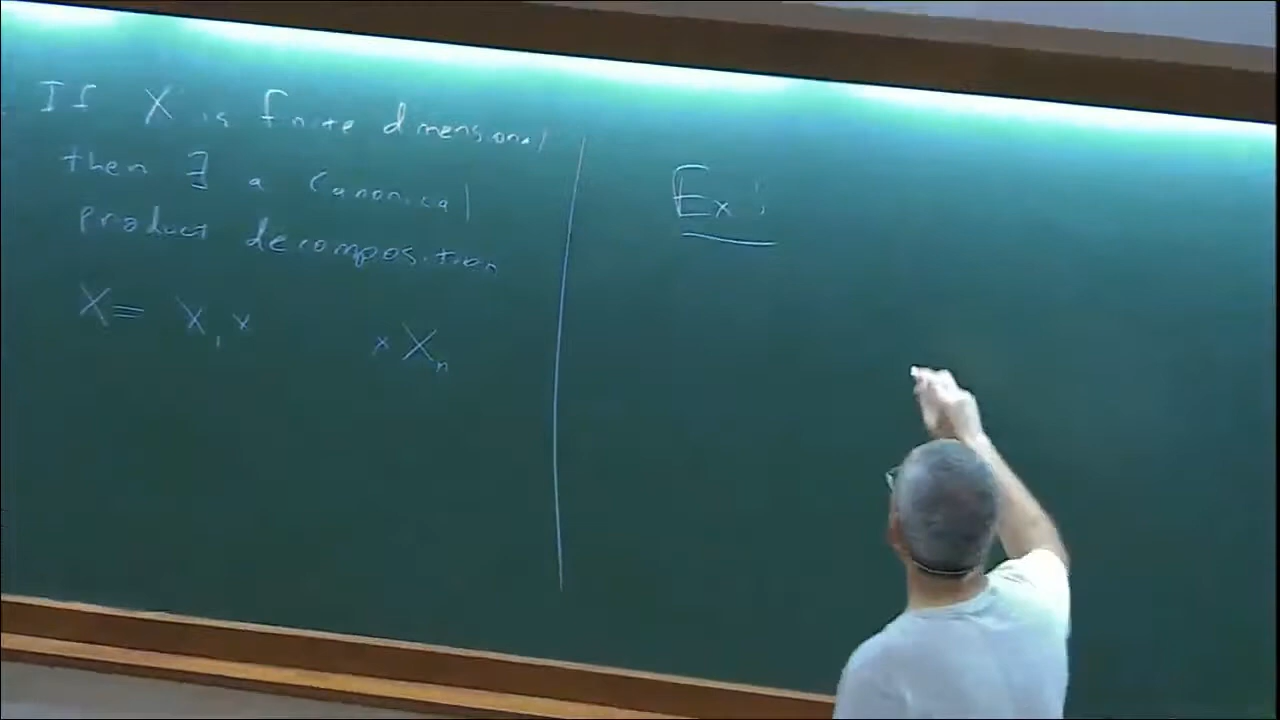 If X is finite dimensional
then ∃ a canonical
product decomposition
X = X₁ × × Xₙ
Ex: